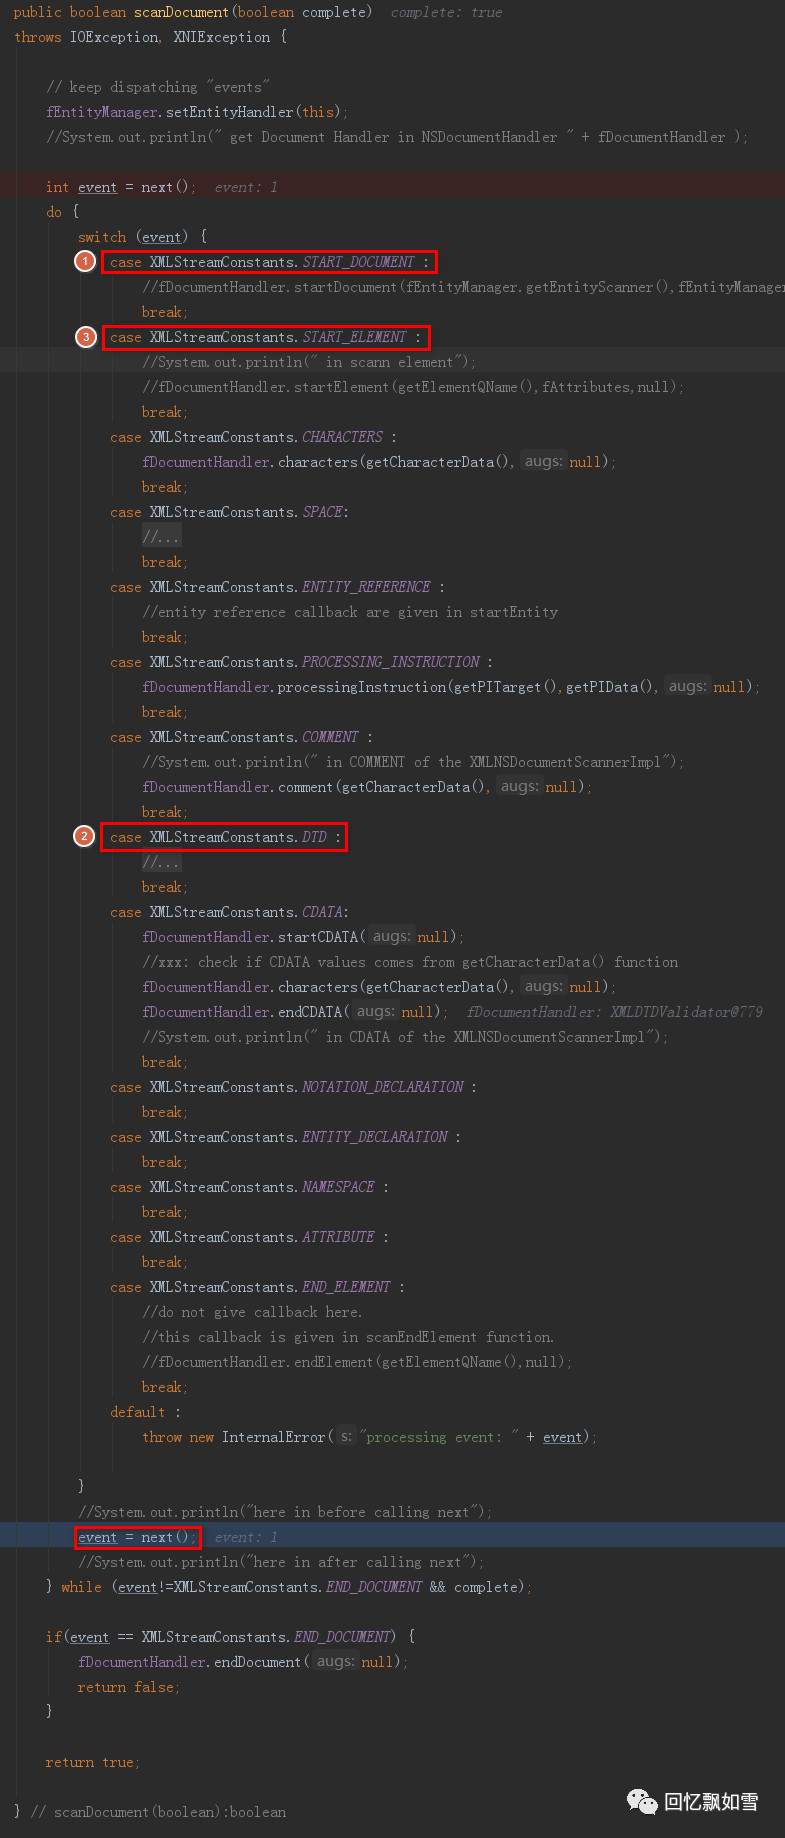 public boolean scanDocument(boolean complete)  complete: true
throws IOException, XNIException {
// keep dispatching "events"
fEntityManager.setEntityHandler(this);
//System.out.println(" get Document Handler in NSDocumentHandler " + fDocumentHandler );
int event = next();  event: 1
do {
switch (event) {
1 case XMLStreamConstants.START_DOCUMENT :
//fDocumentHandler.startDocument(fEntityManager.getEntityScanner(),fEntityManager
break;
3 case XMLStreamConstants.START_ELEMENT :
//System.out.println(" in scann element");
//fDocumentHandler.startElement(getElementQName(),fAttributes,null);
break;
case XMLStreamConstants.CHARACTERS :
fDocumentHandler.characters(getCharacterData(), augs: null);
break;
case XMLStreamConstants.SPACE:
//...
break;
case XMLStreamConstants.ENTITY_REFERENCE :
//entity reference callback are given in startEntity
break;
case XMLStreamConstants.PROCESSING_INSTRUCTION :
fDocumentHandler.processingInstruction(getPITarget(),getPIData(), augs: null);
break;
case XMLStreamConstants.COMMENT :
//System.out.println(" in COMMENT of the XMLNSDocumentScannerImpl");
fDocumentHandler.comment(getCharacterData(), augs: null);
break;
2 case XMLStreamConstants.DTD :
//...
break;
case XMLStreamConstants.CDATA:
fDocumentHandler.startCDATA( augs: null);
//xxx: check if CDATA values comes from getCharacterData() function
fDocumentHandler.characters(getCharacterData(), augs: null);
fDocumentHandler.endCDATA( augs: null);  fDocumentHandler: XMLDTDValidator@779
//System.out.println(" in CDATA of the XMLNSDocumentScannerImpl");
break;
case XMLStreamConstants.NOTATION_DECLARATION :
break;
case XMLStreamConstants.ENTITY_DECLARATION :
break;
case XMLStreamConstants.NAMESPACE :
break;
case XMLStreamConstants.ATTRIBUTE :
break;
case XMLStreamConstants.END_ELEMENT :
//do not give callback here.
//this callback is given in scanEndElement function.
//fDocumentHandler.endElement(getElementQName(),null);
break;
default :
throw new InternalError( s: "processing event: " + event);
}
//System.out.println("here in before calling next");
event = next();  event: 1
//System.out.println("here in after calling next");
} while (event!=XMLStreamConstants.END_DOCUMENT && complete);
if(event == XMLStreamConstants.END_DOCUMENT) {
fDocumentHandler.endDocument( augs: null);
return false;
}
return true;
} // scanDocument(boolean):boolean
回忆飘如雪